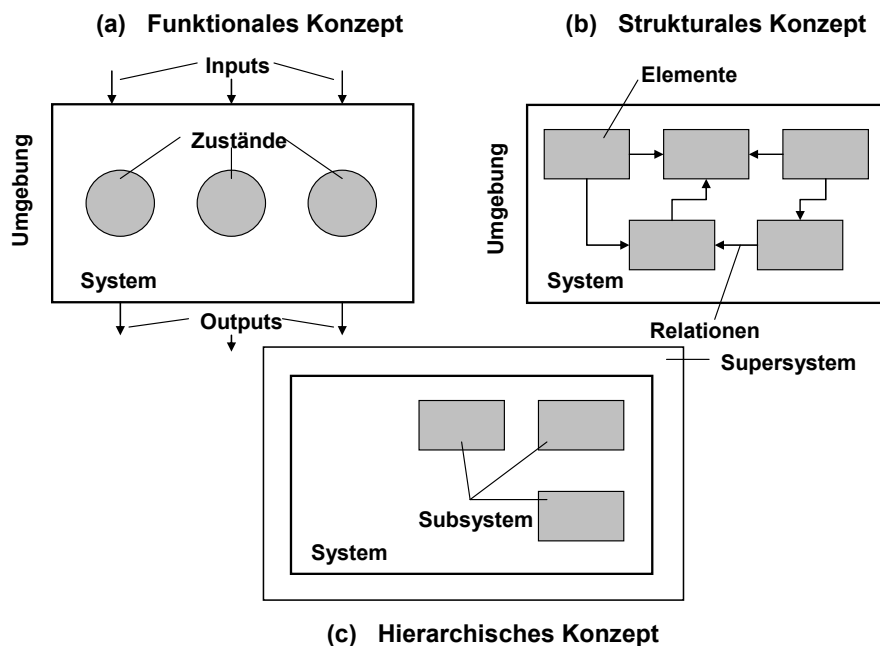 (a) Funktionales Konzept
Inputs
Umgebung
Zustände
System
Outputs
(b) Strukturales Konzept
Elemente
Umgebung
System
Relationen
Supersystem
Subsystem
System
(c) Hierarchisches Konzept